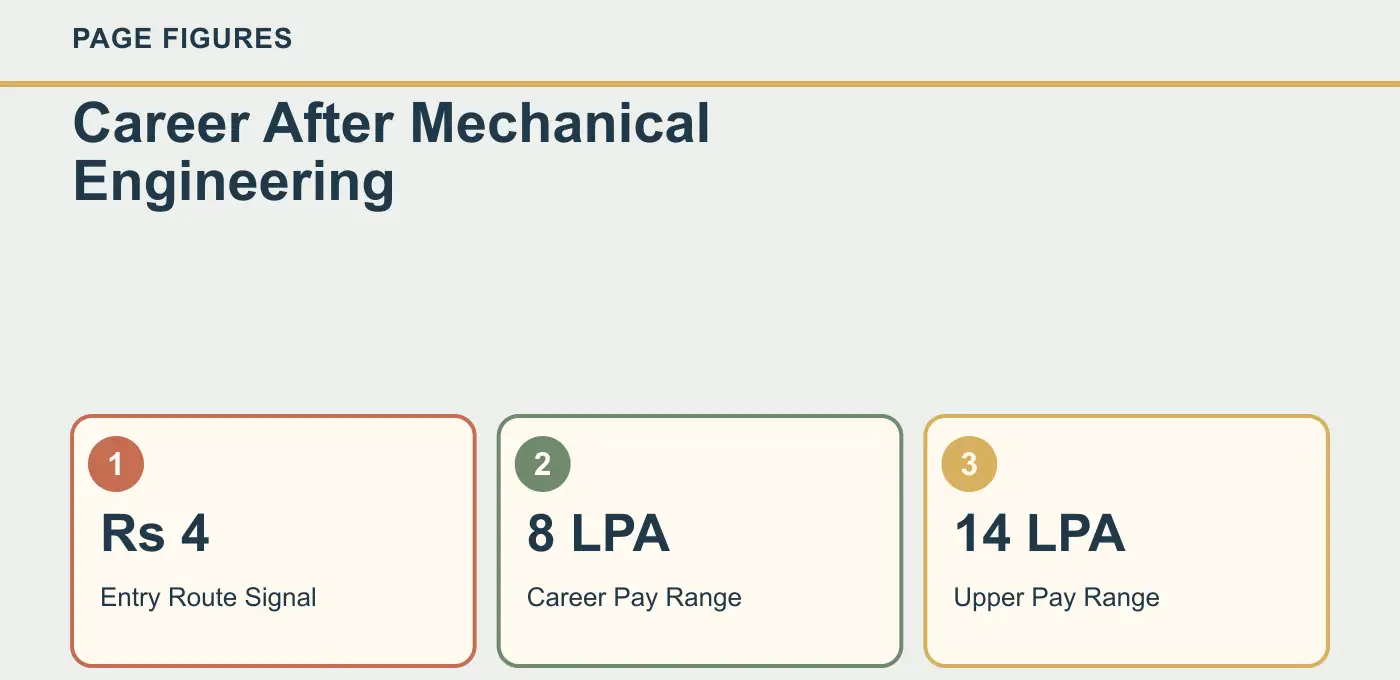 PAGE FIGURES
Career After Mechanical
Engineering
1
Rs 4
Entry Route Signal
2
8 LPA
Career Pay Range
3
14 LPA
Upper Pay Range